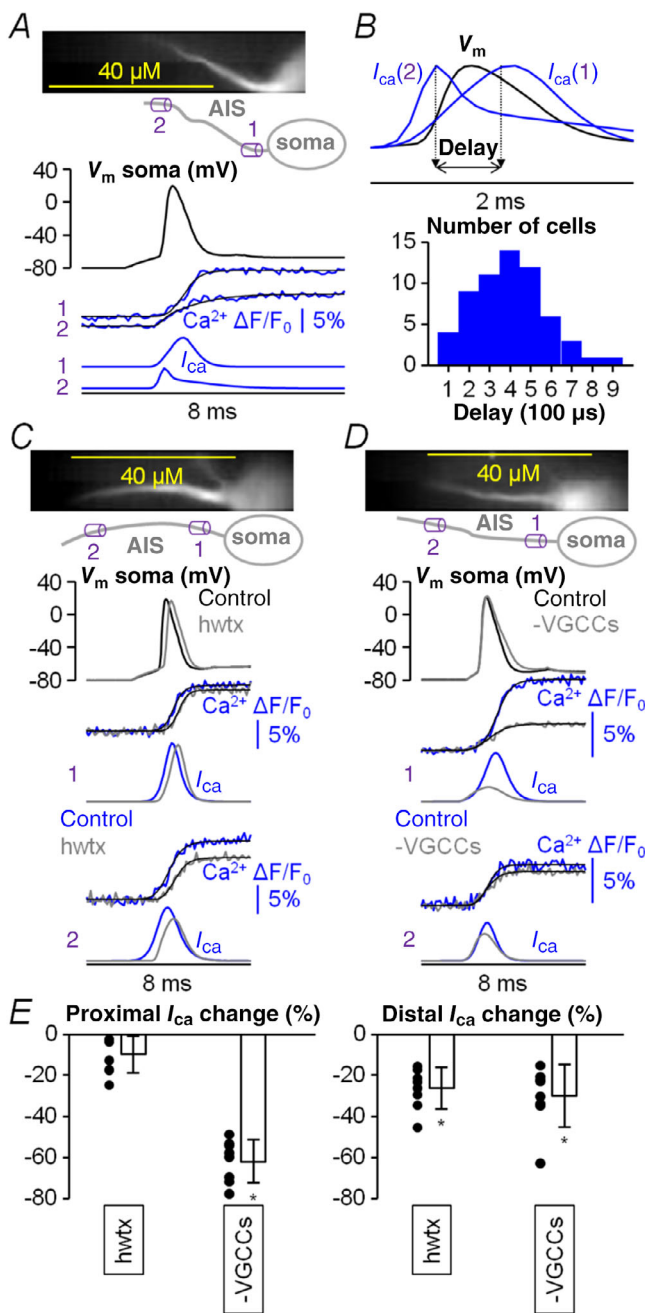 A
40 µM
AIS
2
1
soma
Vm soma (mV)
40
0
-40
-80
1
2
Ca2+ ΔF/F0 5%
1
Ica
2
8 ms
B
Vm
Ica(2)
Ica(1)
Delay
2 ms
Number of cells
15
10
5
0
1 2 3 4 5 6 7 8 9
Delay (100 µs)
C
40 µM
2
AIS
1
soma
Vm soma (mV)
40
0
-40
-80
Control
hwtx
Ca2+ ΔF/F0
5%
1
Ica
Control
hwtx
Ca2+ ΔF/F0
5%
2
Ica
8 ms
D
40 µM
AIS
1
2
soma
Vm soma (mV)
40
0
-40
-80
Control
-VGCCs
Ca2+ ΔF/F0
5%
1
Ica
Control
-VGCCs
Ca2+ ΔF/F0
5%
2
Ica
8 ms
E
Proximal Ica change (%)
0
-20
-40
-60
-80
*
hwtx
-VGCCs
Distal Ica change (%)
0
-20
-40
-60
-80
*
*
hwtx
-VGCCs